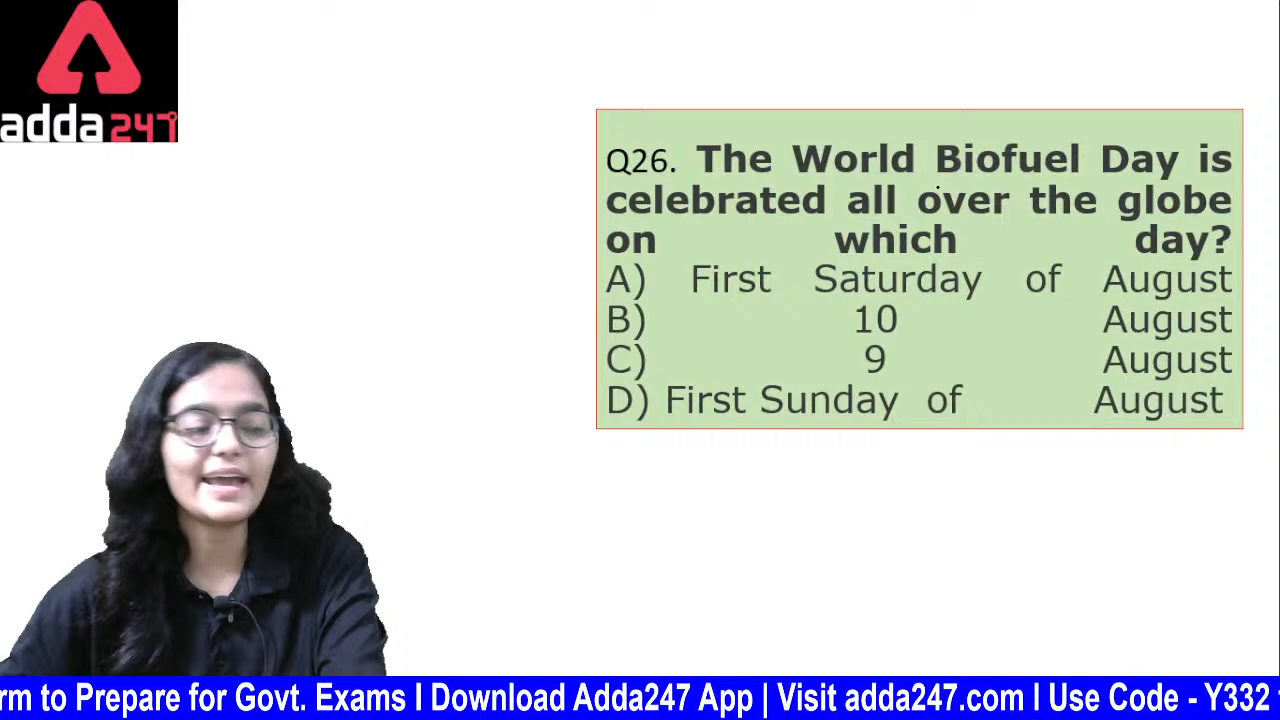 adda247
Q26. The World Biofuel Day is
celebrated all over the globe
on which day?
A) First Saturday of August
B) 10 August
C) 9 August
D) First Sunday of August
rm to Prepare for Govt. Exams I Download Adda247 App | Visit adda247.com I Use Code - Y332